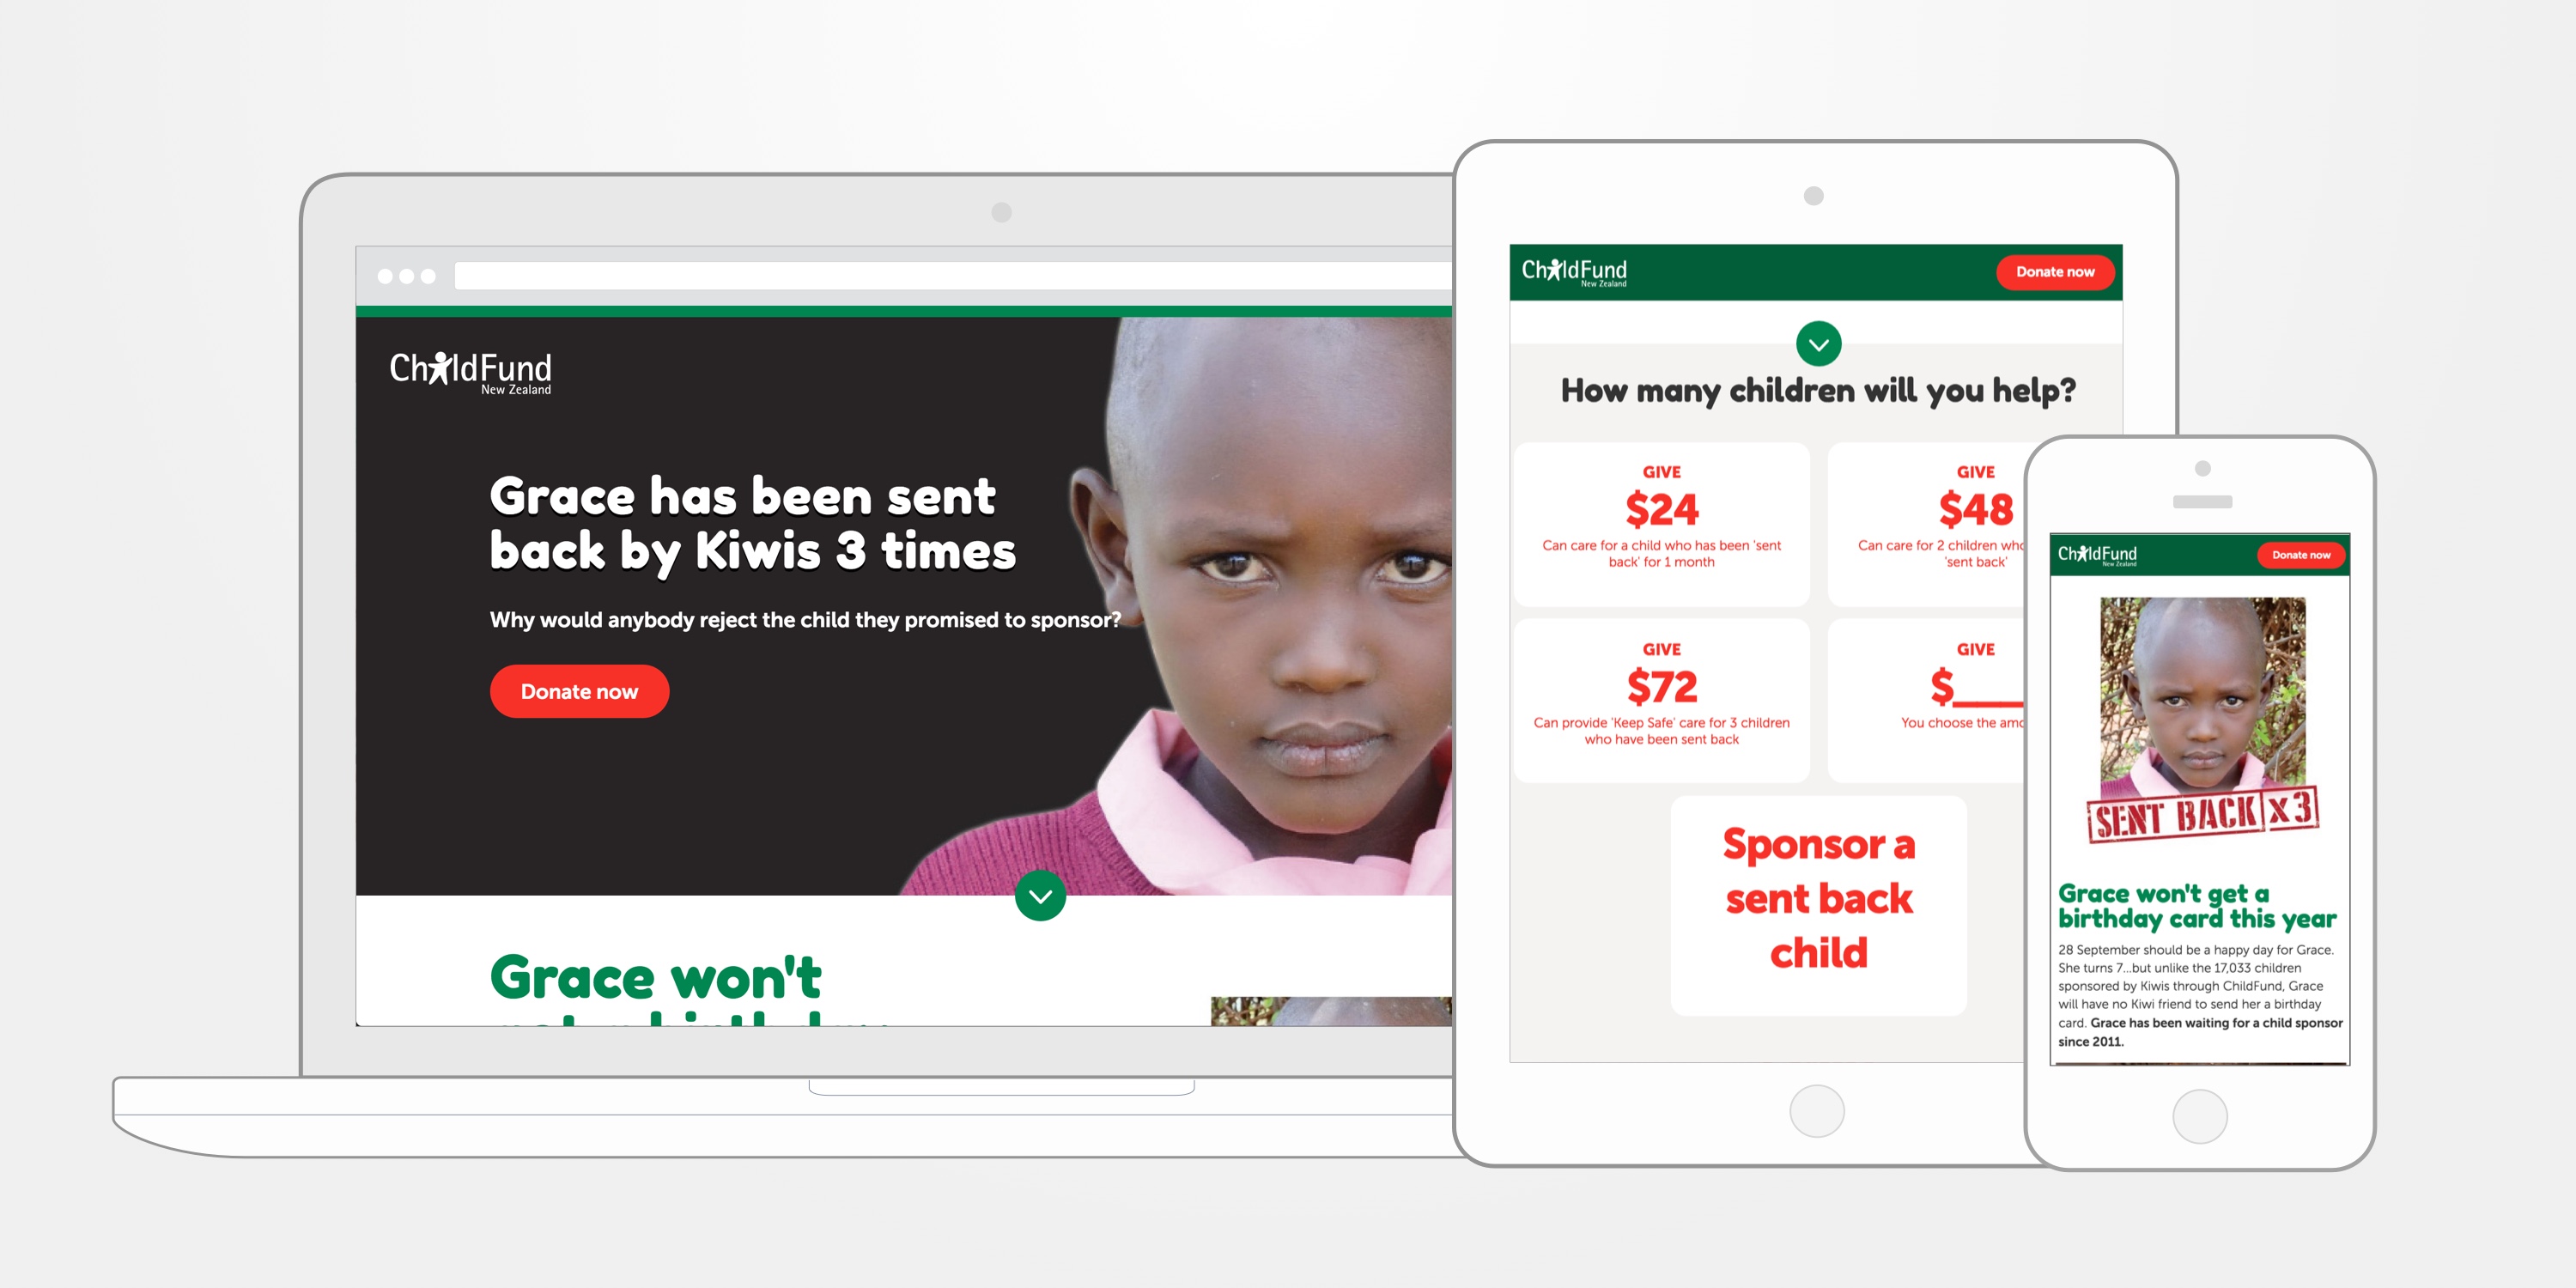 ChildFund
New Zealand
Grace has been sent
back by Kiwis 3 times
Why would anybody reject the child they promised to sponsor?
Donate now
Grace won't
ChildFund
New Zealand
Donate now
How many children will you help?
GIVE
$24
Can care for a child who has been 'sent
back' for 1 month
GIVE
$48
Can care for 2 children who
'sent back'
GIVE
$72
Can provide 'Keep Safe' care for 3 children
who have been sent back
GIVE
$____
You choose the
Sponsor a
sent back
child
ChildFund
New Zealand
Donate now
SENT BACK x3
Grace won't get a
birthday card this year
28 September should be a happy day for Grace.
She turns 7...but unlike the 17,033 children
sponsored by Kiwis through ChildFund, Grace
will have no Kiwi friend to send her a birthday
card. Grace has been waiting for a child sponsor
since 2011.